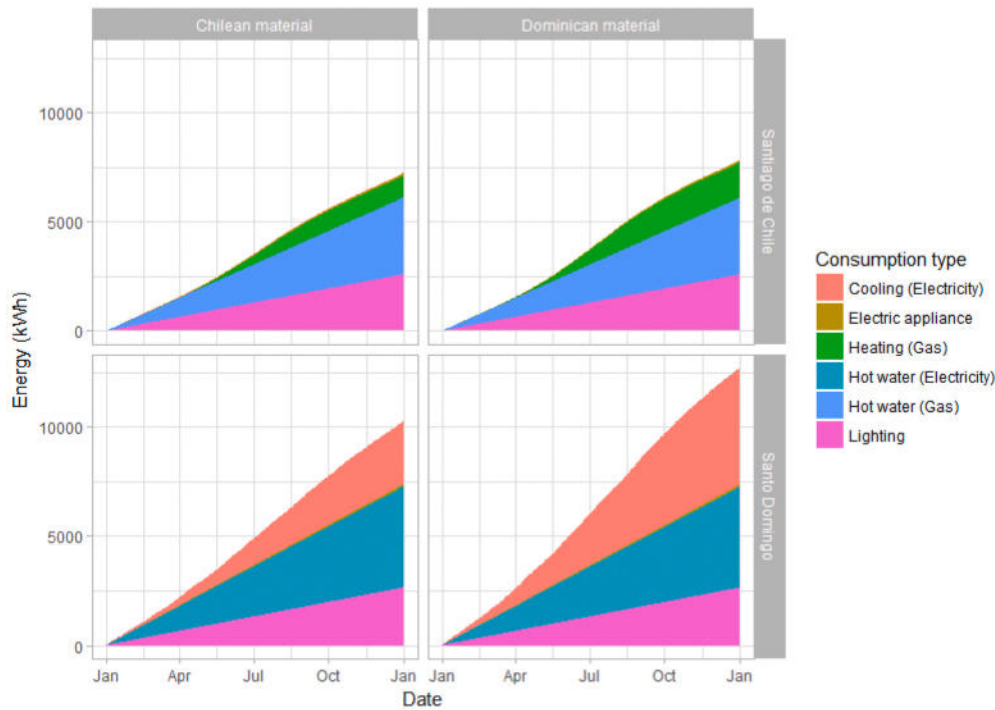 Chilean material
Dominican material
10000
5000
0
Santiago de Chile
10000
5000
0
Santo Domingo
Energy (kWh)
Jan Apr Jul Oct Jan
Jan Apr Jul Oct Jan
Date
Consumption type
Cooling (Electricity)
Electric appliance
Heating (Gas)
Hot water (Electricity)
Hot water (Gas)
Lighting